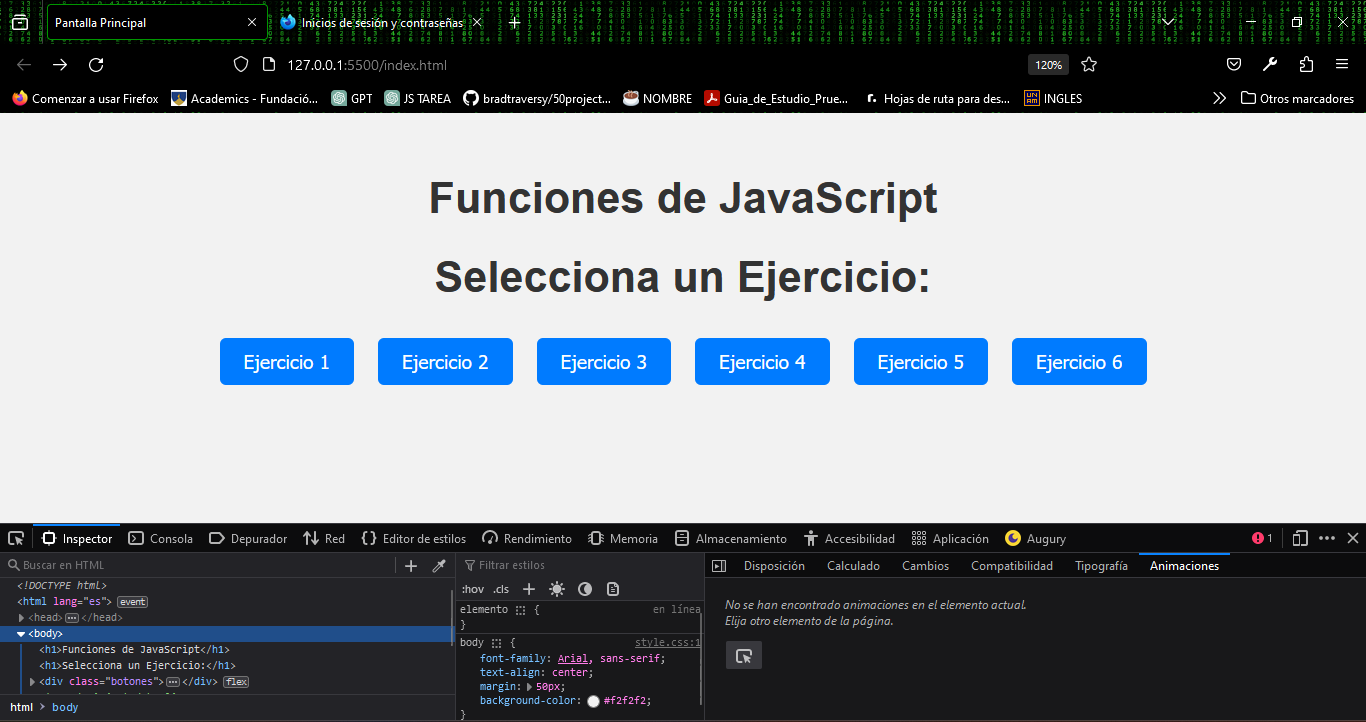 Pantalla Principal
Inicios de sesión y contraseñas
127.0.0.1:5500/index.html
120%
Comenzar a usar Firefox
Academics - Fundació...
GPT
JS TAREA
bradtraversy/50project...
NOMBRE
Guia_de_Estudio_Prue...
r. Hojas de ruta para des...
INGLES
Otros marcadores
Funciones de JavaScript
Selecciona un Ejercicio:
Ejercicio 1
Ejercicio 2
Ejercicio 3
Ejercicio 4
Ejercicio 5
Ejercicio 6
Inspector
Consola
Depurador
Red
Editor de estilos
Rendimiento
Memoria
Almacenamiento
Accesibilidad
Aplicación
Augury
1
Buscar en HTML
<!DOCTYPE html>
<html lang="es"> event
<head></head>
<body>
<h1>Funciones de JavaScript</h1>
<h1>Selecciona un Ejercicio:</h1>
<div class="botones"></div> flex
html > body
Filtrar estilos
:hov .cls
elemento { en línea
}
body { style.css:1
font-family: Arial, sans-serif;
text-align: center;
margin: 50px;
background-color: #f2f2f2;
}
Disposición
Calculado
Cambios
Compatibilidad
Tipografía
Animaciones
No se han encontrado animaciones en el elemento actual.
Elija otro elemento de la página.